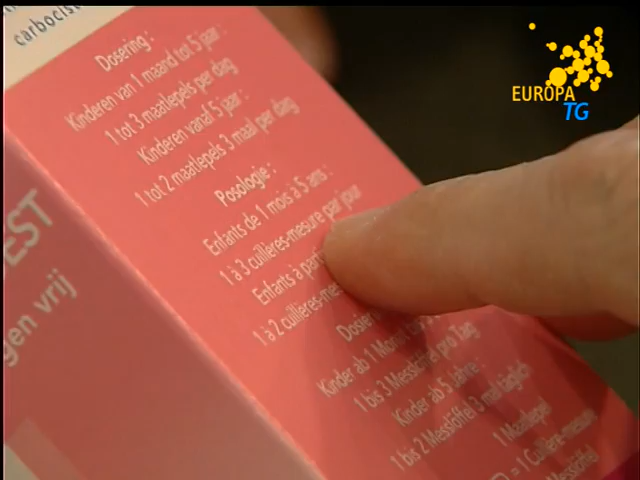 carbocist
Dosering :
Kinderen van 1 maand tot 5 jaar :
1 tot 3 maatlepels per dag
Kinderen vanaf 5 jaar :
1 tot 2 maatlepels 3 maal per dag
Posologie :
Enfants de 1 mois à 5 ans :
1 à 3 cuillères-mesure par jour
Enfants à part
1 à 2 cuillères-me
Dosier
Kinder ab 1 Monat
1 bis 3 Messlöffel pro Tag
Kinder ab 5 Jahre :
1 bis 2 Messlöffel 3 mal täglich
1 Maatlepel
= 1 Cuillère-mesure
Messlöffel
EST
gen vrij
EUROPA
TG